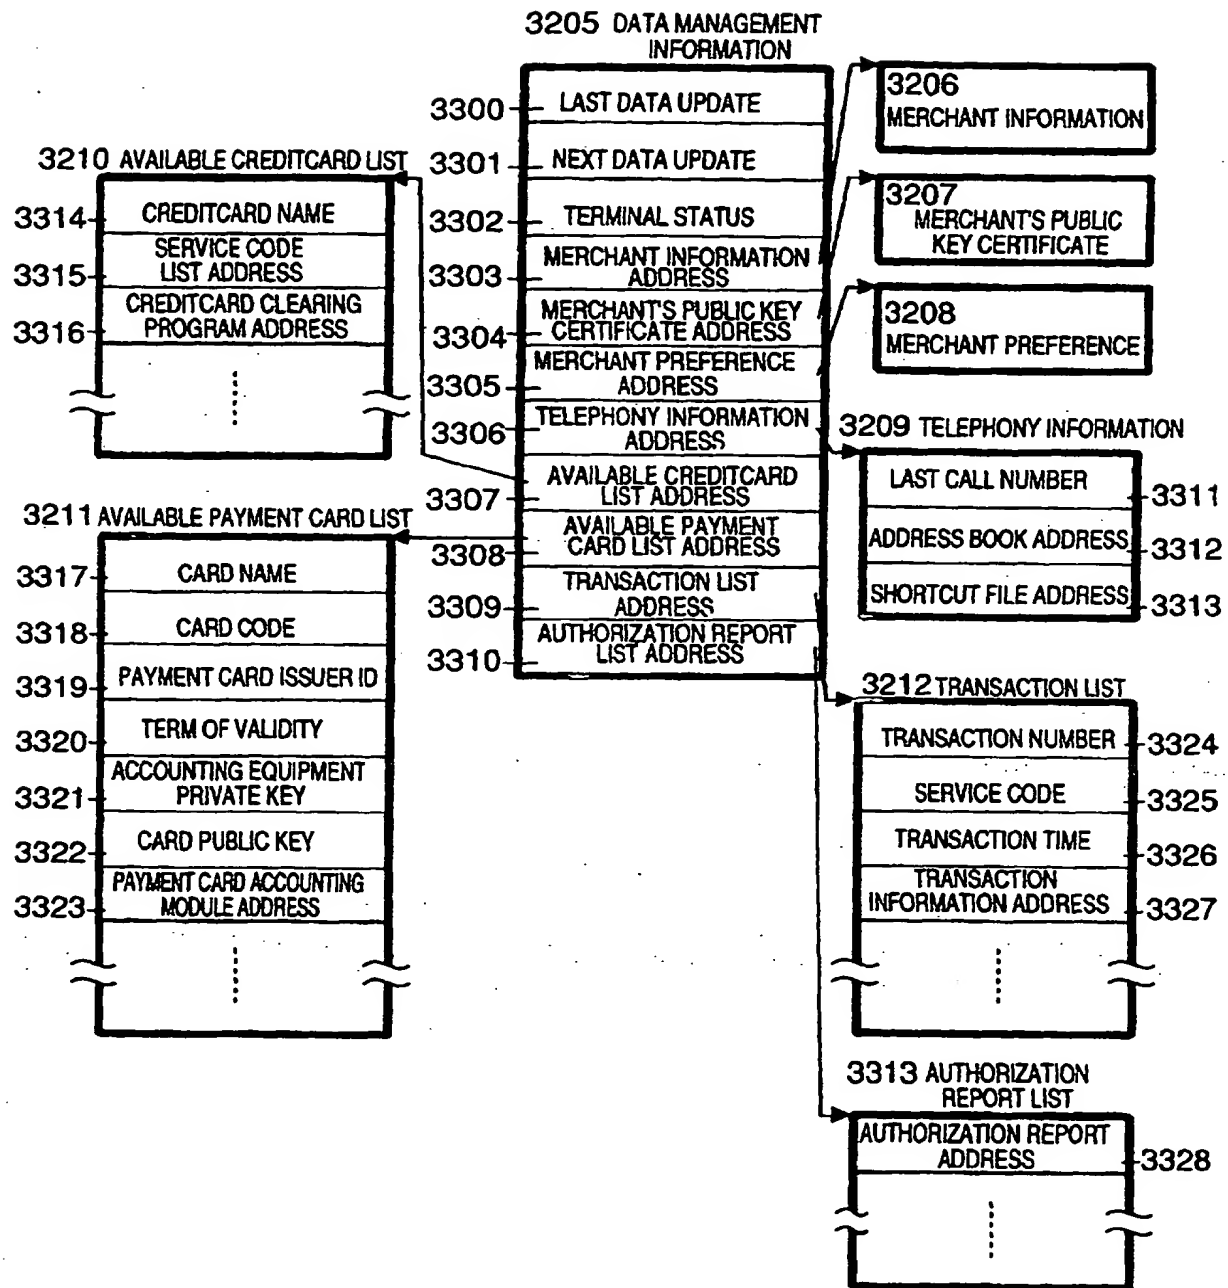 3205 DATA MANAGEMENT
INFORMATION
3300
LAST DATA UPDATE
3301
NEXT DATA UPDATE
3302
TERMINAL STATUS
3303
MERCHANT INFORMATION
ADDRESS
3304
MERCHANT'S PUBLIC KEY
CERTIFICATE ADDRESS
3305
MERCHANT PREFERENCE
ADDRESS
3306
TELEPHONY INFORMATION
ADDRESS
3307
AVAILABLE CREDITCARD
LIST ADDRESS
3308
AVAILABLE PAYMENT
CARD LIST ADDRESS
3309
TRANSACTION LIST
ADDRESS
3310
AUTHORIZATION REPORT
LIST ADDRESS
3210 AVAILABLE CREDITCARD LIST
3314
CREDITCARD NAME
3315
SERVICE CODE
LIST ADDRESS
3316
CREDITCARD CLEARING
PROGRAM ADDRESS
3211 AVAILABLE PAYMENT CARD LIST
3317
CARD NAME
3318
CARD CODE
3319
PAYMENT CARD ISSUER ID
3320
TERM OF VALIDITY
3321
ACCOUNTING EQUIPMENT
PRIVATE KEY
3322
CARD PUBLIC KEY
3323
PAYMENT CARD ACCOUNTING
MODULE ADDRESS
3206
MERCHANT INFORMATION
3207
MERCHANT'S PUBLIC
KEY CERTIFICATE
3208
MERCHANT PREFERENCE
3209 TELEPHONY INFORMATION
LAST CALL NUMBER
3311
ADDRESS BOOK ADDRESS
3312
SHORTCUT FILE ADDRESS
3313
3212 TRANSACTION LIST
TRANSACTION NUMBER
3324
SERVICE CODE
3325
TRANSACTION TIME
3326
TRANSACTION
INFORMATION ADDRESS
3327
3313 AUTHORIZATION
REPORT LIST
AUTHORIZATION REPORT
ADDRESS
3328